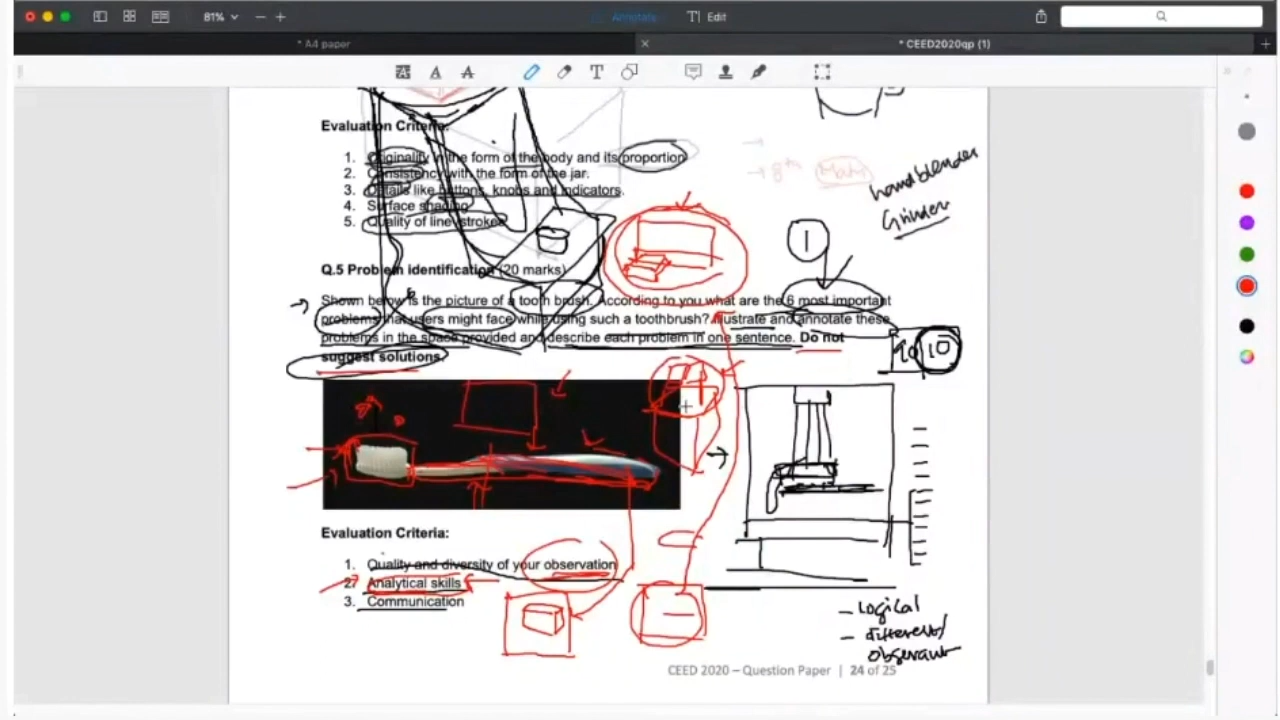 81%
Annotate
Edit
* A4 paper
* CEED2020qp (1)
Evaluation Criteria:
1. Originality in the form of the body and its proportion
2. Consistency with the form of the jar.
3. Details like buttons, knobs and indicators.
4. Surface shading
5. Quality of line strokes
→ 8th Main
handblender
Grinder
1
Q.5 Problem identification (20 marks)
Shown below is the picture of a tooth brush. According to you what are the 6 most important
problems that users might face while using such a toothbrush? Illustrate and annotate these
problems in the space provided and describe each problem in one sentence. Do not
suggest solutions.
10
Evaluation Criteria:
1. Quality and diversity of your observation
2. Analytical skills
3. Communication
- logical
- different/
observant
CEED 2020 – Question Paper | 24 of 25